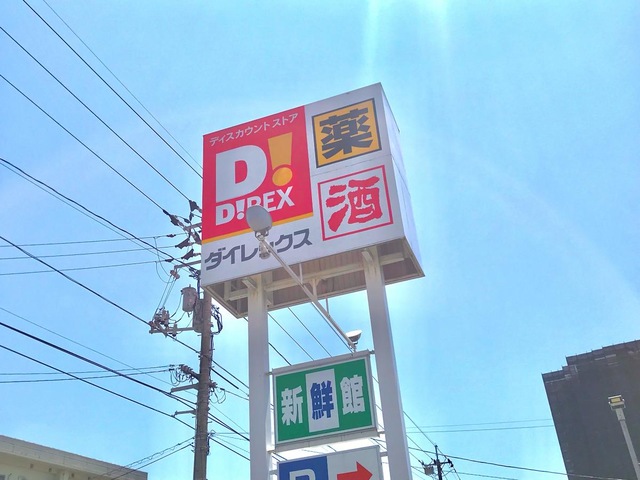 ディスカウントストア
D!
D!REX
ダイレックス
薬
酒
新鮮館
P